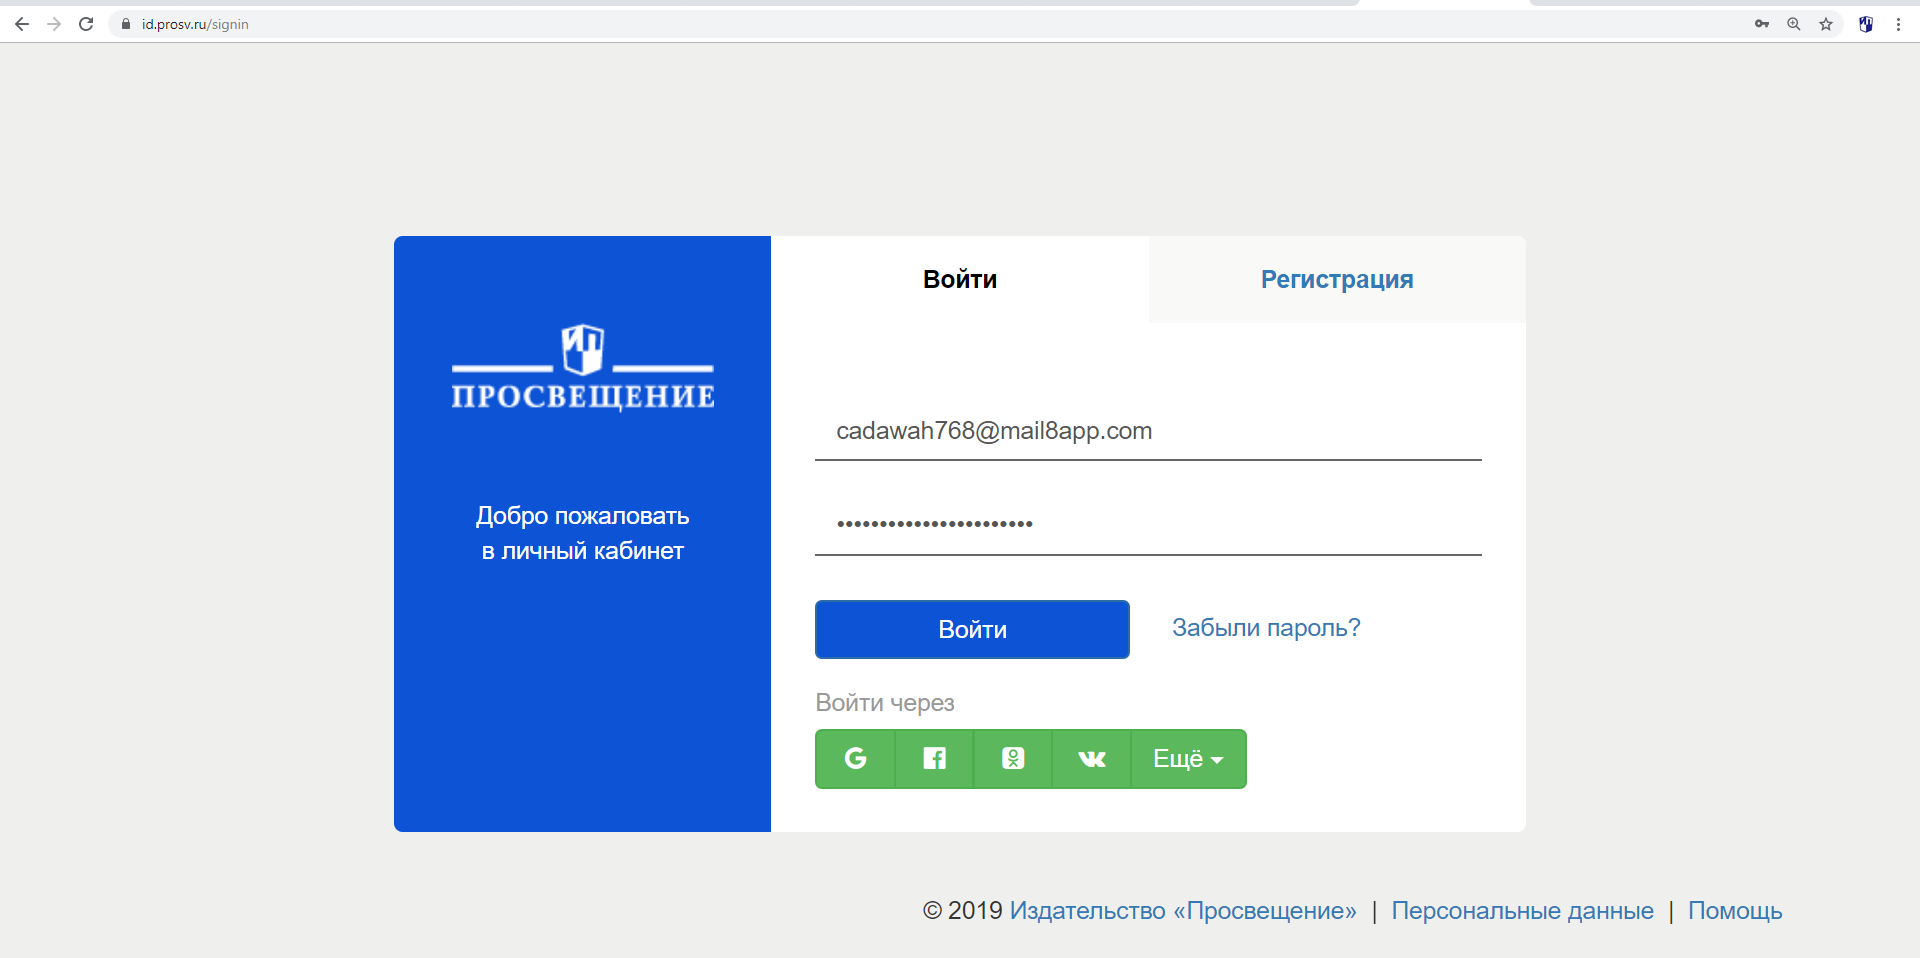 id.prosv.ru/signin
Войти
Регистрация
ИП
ПРОСВЕЩЕНИЕ
Добро пожаловать
в личный кабинет
cadawah768@mail8app.com
Войти
Забыли пароль?
Войти через
Ещё
© 2019 Издательство «Просвещение» | Персональные данные | Помощь